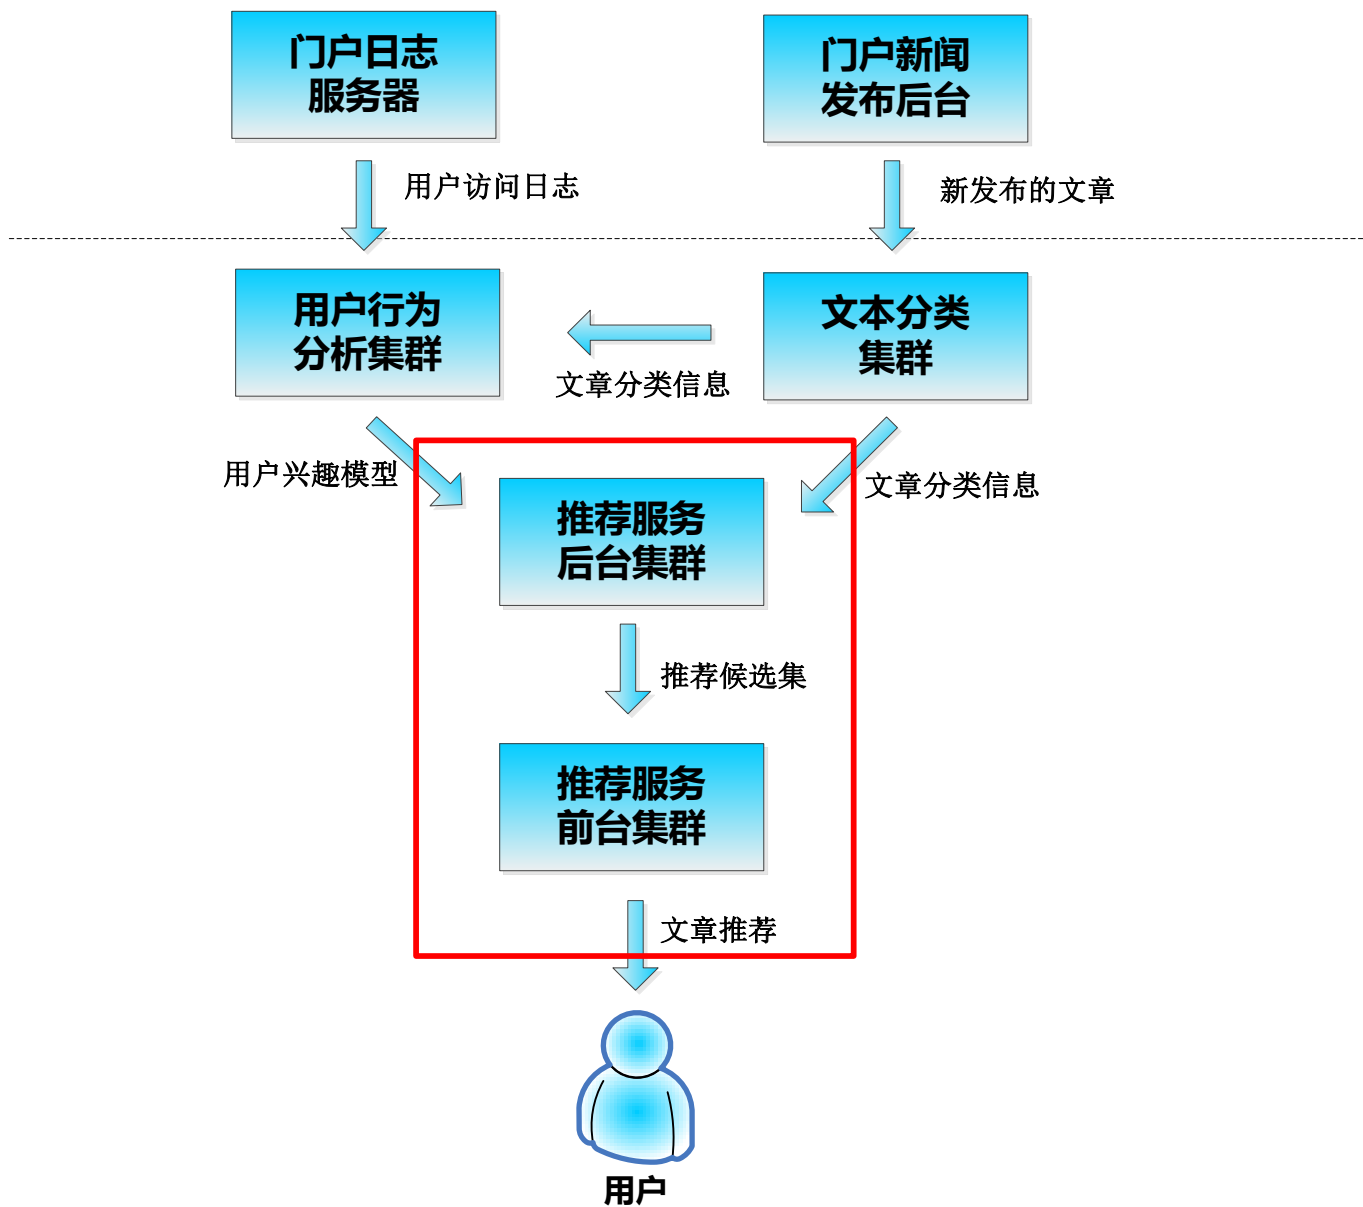 门户日志
服务器
门户新闻
发布后台
用户访问日志
新发布的文章
用户行为
分析集群
文本分类
集群
文章分类信息
用户兴趣模型
文章分类信息
推荐服务
后台集群
推荐候选集
推荐服务
前台集群
文章推荐
用户